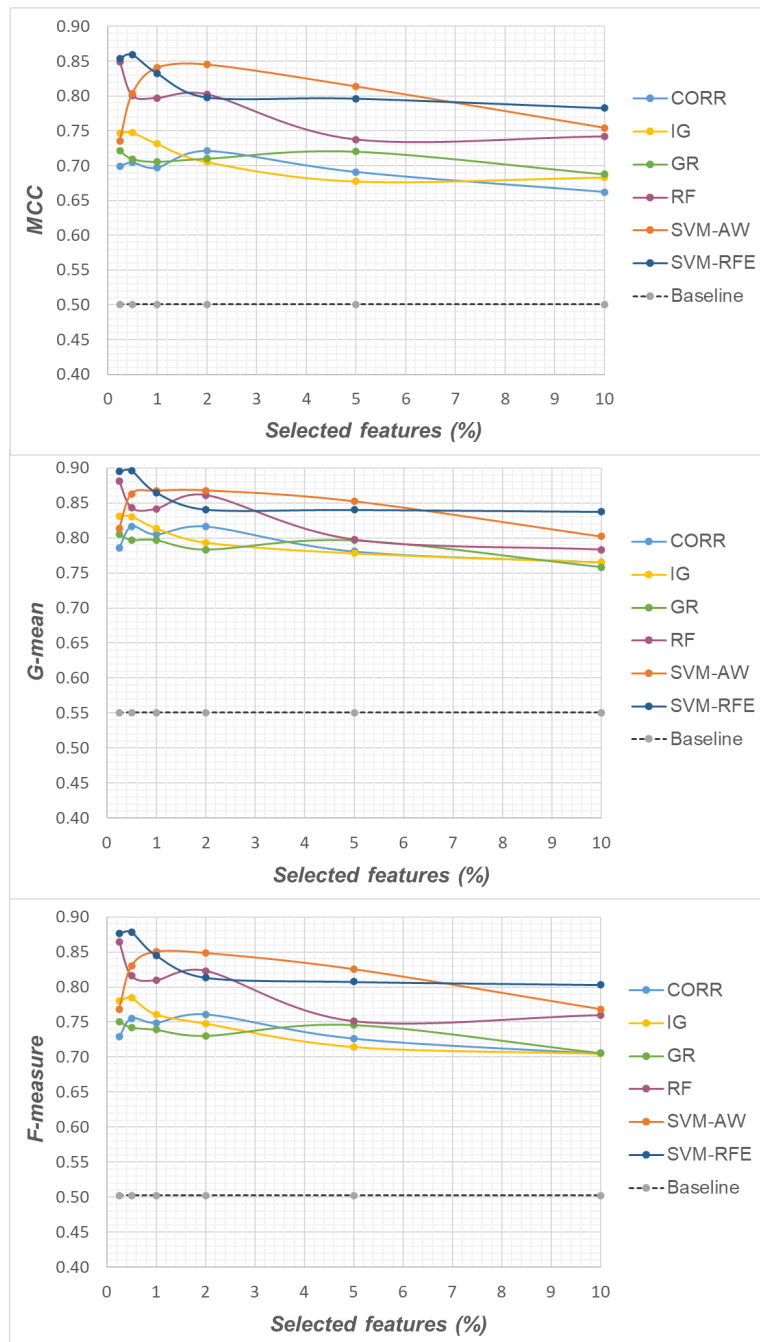 0.90
0.85
0.80
0.75
0.70
0.65
0.60
0.55
0.50
0.45
0.40
MCC
0 1 2 3 4 5 6 7 8 9 10
Selected features (%)
CORR
IG
GR
RF
SVM-AW
SVM-RFE
Baseline
0.90
0.85
0.80
0.75
0.70
0.65
0.60
0.55
0.50
0.45
0.40
G-mean
0 1 2 3 4 5 6 7 8 9 10
Selected features (%)
CORR
IG
GR
RF
SVM-AW
SVM-RFE
Baseline
0.90
0.85
0.80
0.75
0.70
0.65
0.60
0.55
0.50
0.45
0.40
F-measure
0 1 2 3 4 5 6 7 8 9 10
Selected features (%)
CORR
IG
GR
RF
SVM-AW
SVM-RFE
Baseline